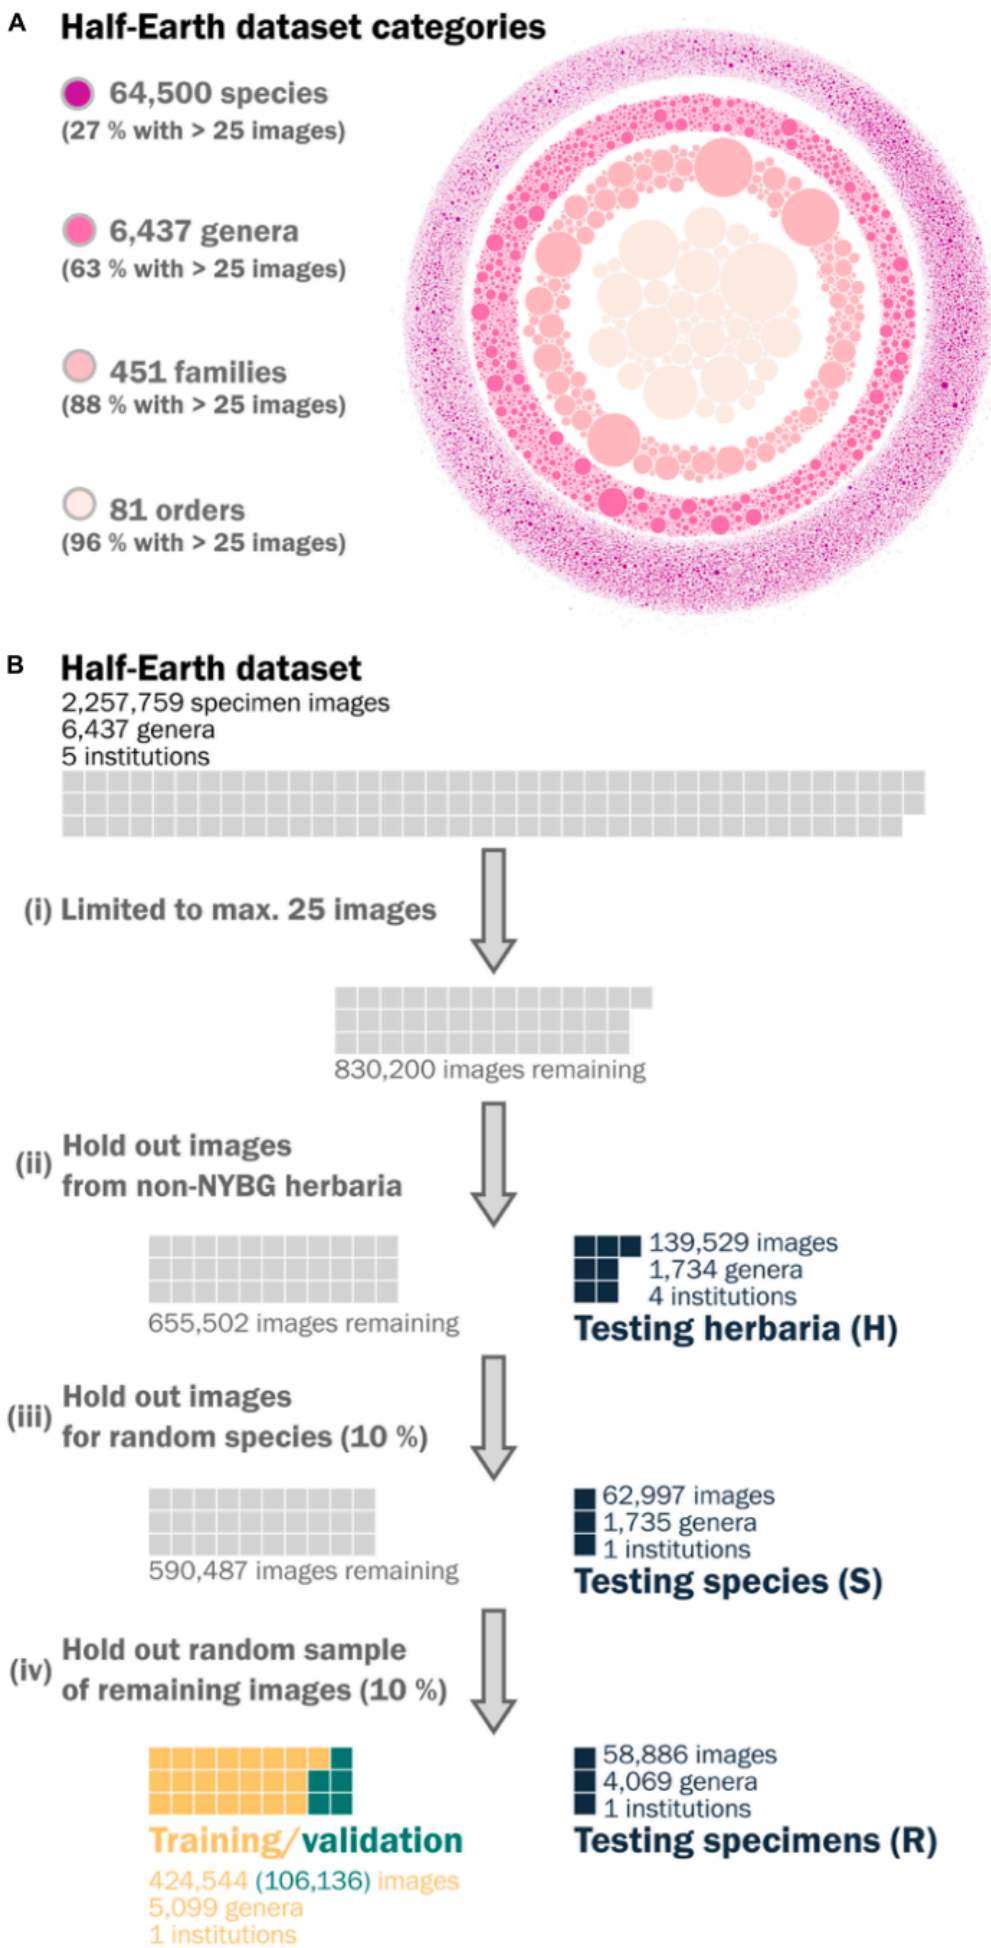 A
Half-Earth dataset categories
64,500 species
(27 % with > 25 images)
6,437 genera
(63 % with > 25 images)
451 families
(88 % with > 25 images)
81 orders
(96 % with > 25 images)
B
Half-Earth dataset
2,257,759 specimen images
6,437 genera
5 institutions
(i) Limited to max. 25 images
830,200 images remaining
(ii) Hold out images
from non-NYBG herbaria
655,502 images remaining
139,529 images
1,734 genera
4 institutions
Testing herbaria (H)
(iii) Hold out images
for random species (10 %)
590,487 images remaining
62,997 images
1,735 genera
1 institutions
Testing species (S)
(iv) Hold out random sample
of remaining images (10 %)
Training/validation
424,544 (106,136) images
5,099 genera
1 institutions
58,886 images
4,069 genera
1 institutions
Testing specimens (R)